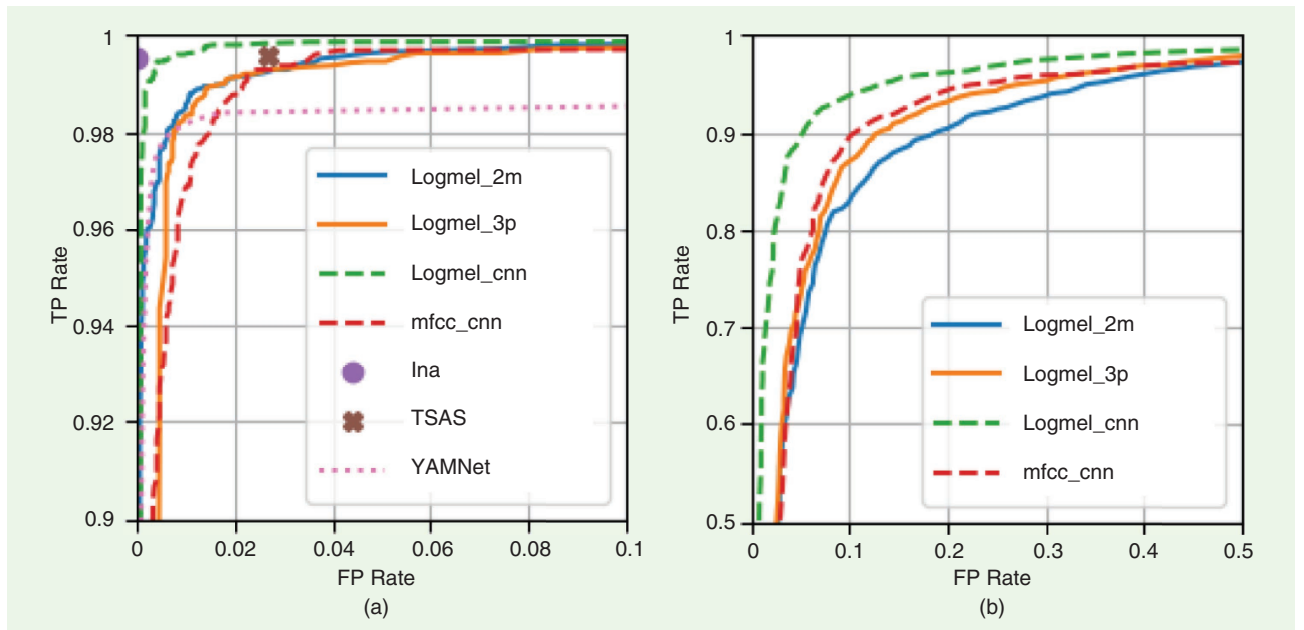 1
0.98
0.96
0.94
0.92
0.9
TP Rate
0
0.02
0.04
0.06
0.08
0.1
FP Rate
(a)
Logmel_2m
Logmel_3p
Logmel_cnn
mfcc_cnn
Ina
TSAS
YAMNet
1
0.9
0.8
0.7
0.6
0.5
TP Rate
0
0.1
0.2
0.3
0.4
0.5
FP Rate
(b)
Logmel_2m
Logmel_3p
Logmel_cnn
mfcc_cnn